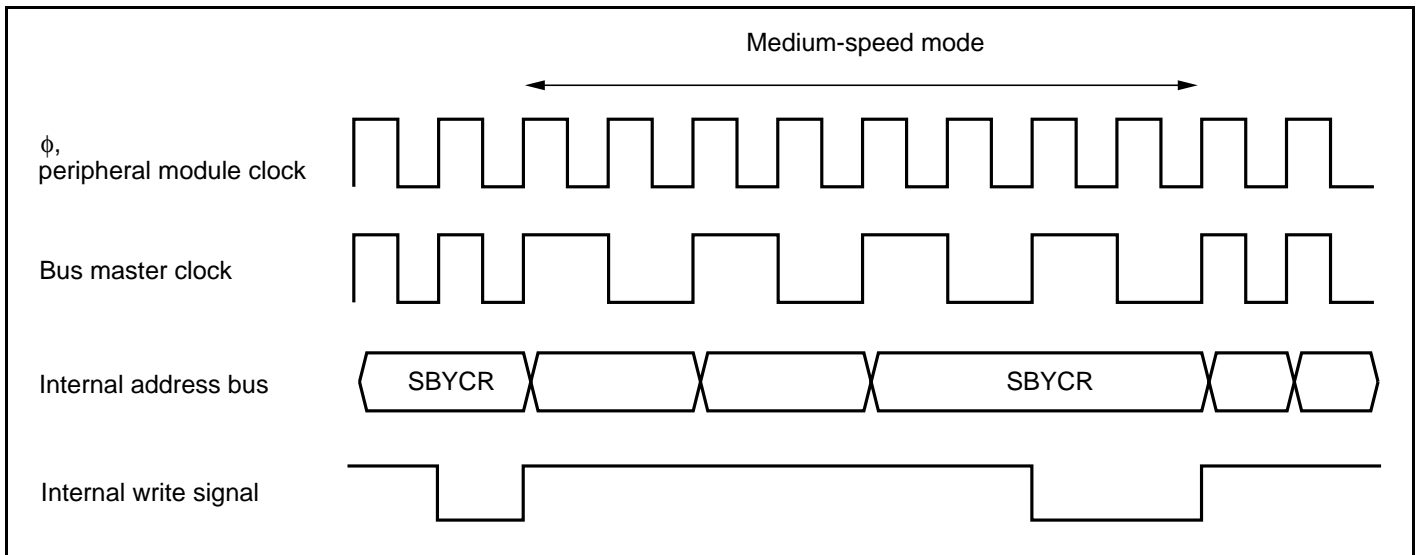 Medium-speed mode
ϕ,
peripheral module clock
Bus master clock
Internal address bus
SBYCR
SBYCR
Internal write signal